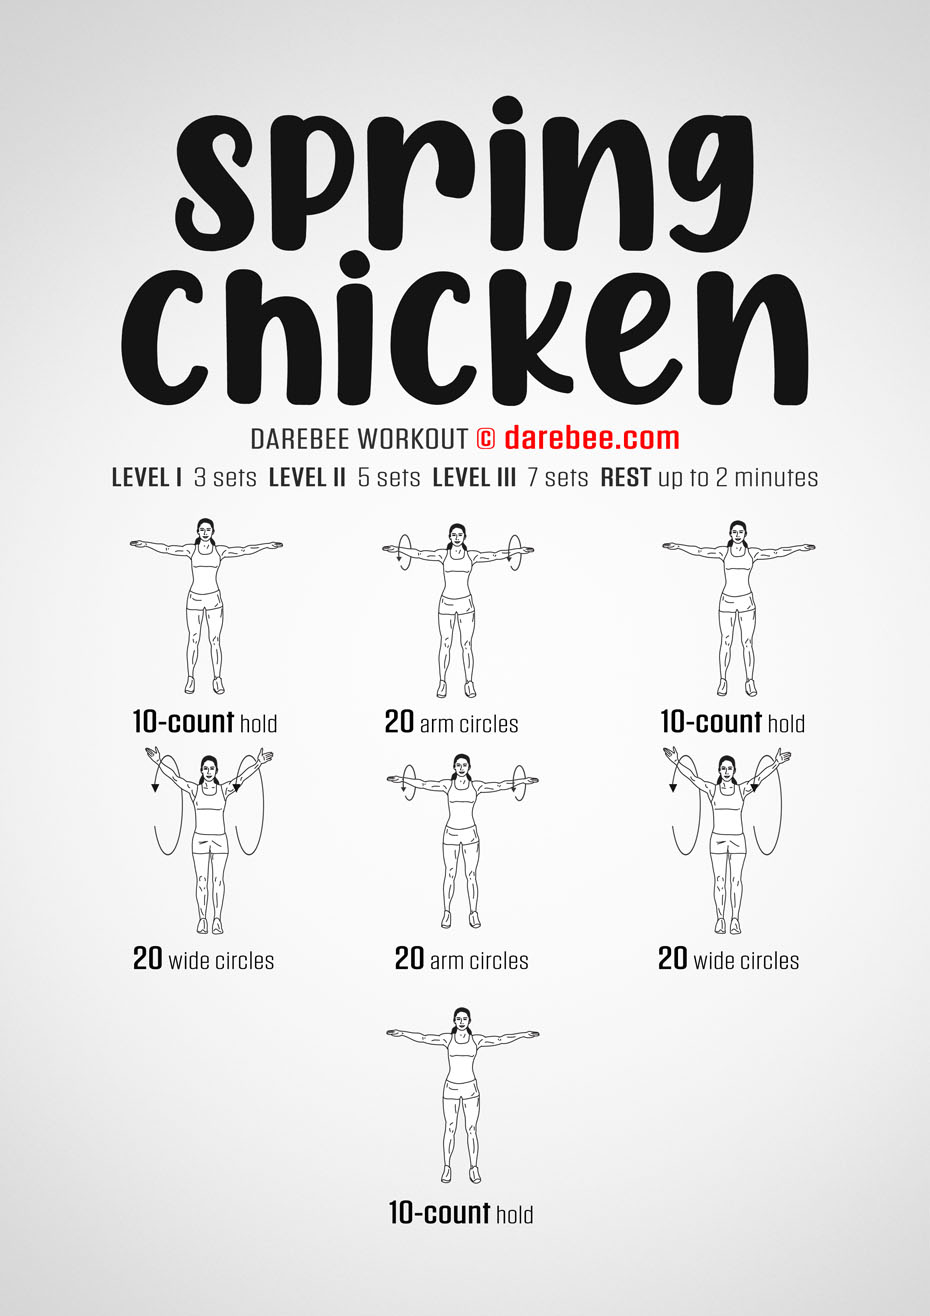 spring
chicken
DAREBEE WORKOUT © darebee.com
LEVEL I 3 sets LEVEL II 5 sets LEVEL III 7 sets REST up to 2 minutes
10-count hold
20 arm circles
10-count hold
20 wide circles
20 arm circles
20 wide circles
10-count hold